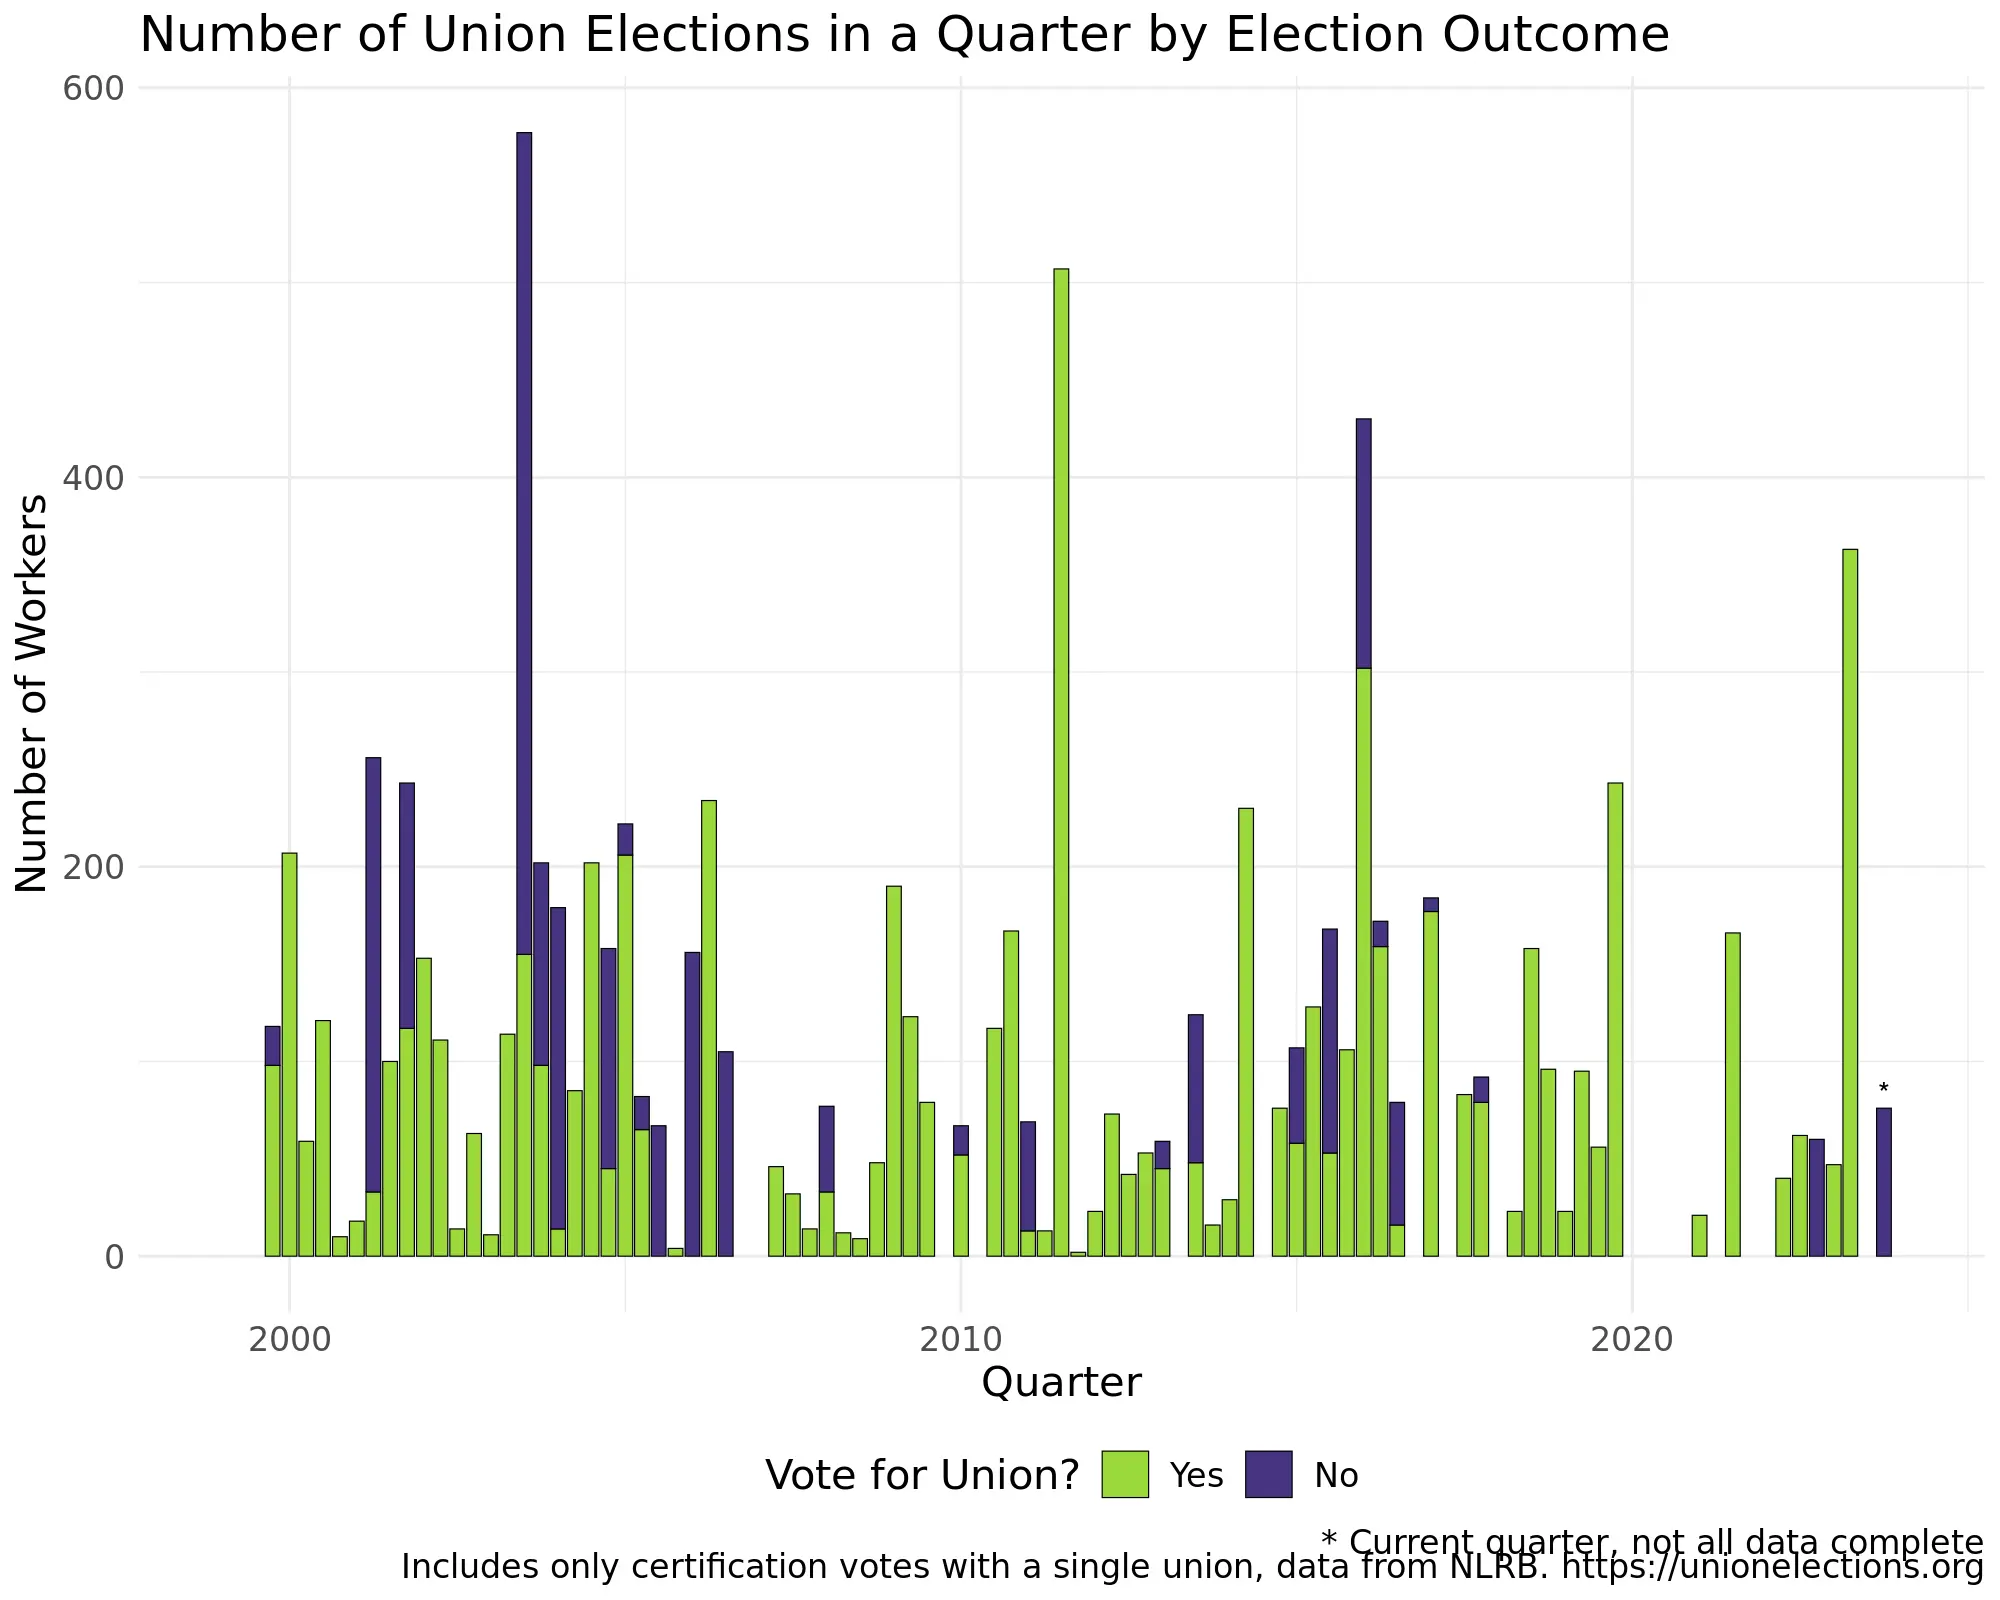 Number of Union Elections in a Quarter by Election Outcome
600
400
200
0
Number of Workers
*
2000 2010 2020
Quarter
Vote for Union? Yes No
* Current quarter, not all data complete
Includes only certification votes with a single union, data from NLRB. https://unionelections.org